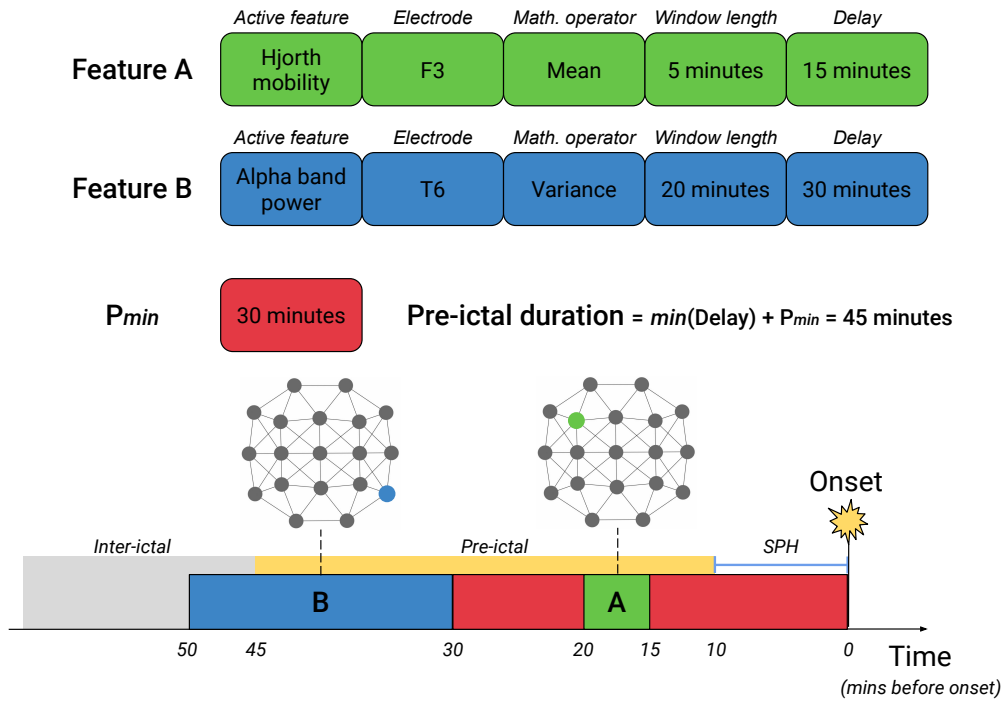 Active feature Electrode Math. operator Window length Delay
Feature A
Hjorth
mobility
F3
Mean
5 minutes
15 minutes
Active feature Electrode Math. operator Window length Delay
Feature B
Alpha band
power
T6
Variance
20 minutes
30 minutes
Pmin
30 minutes
Pre-ictal duration = min(Delay) + Pmin = 45 minutes
Onset
Inter-ictal Pre-ictal SPH
B A
50 45 30 20 15 10 0
Time
(mins before onset)